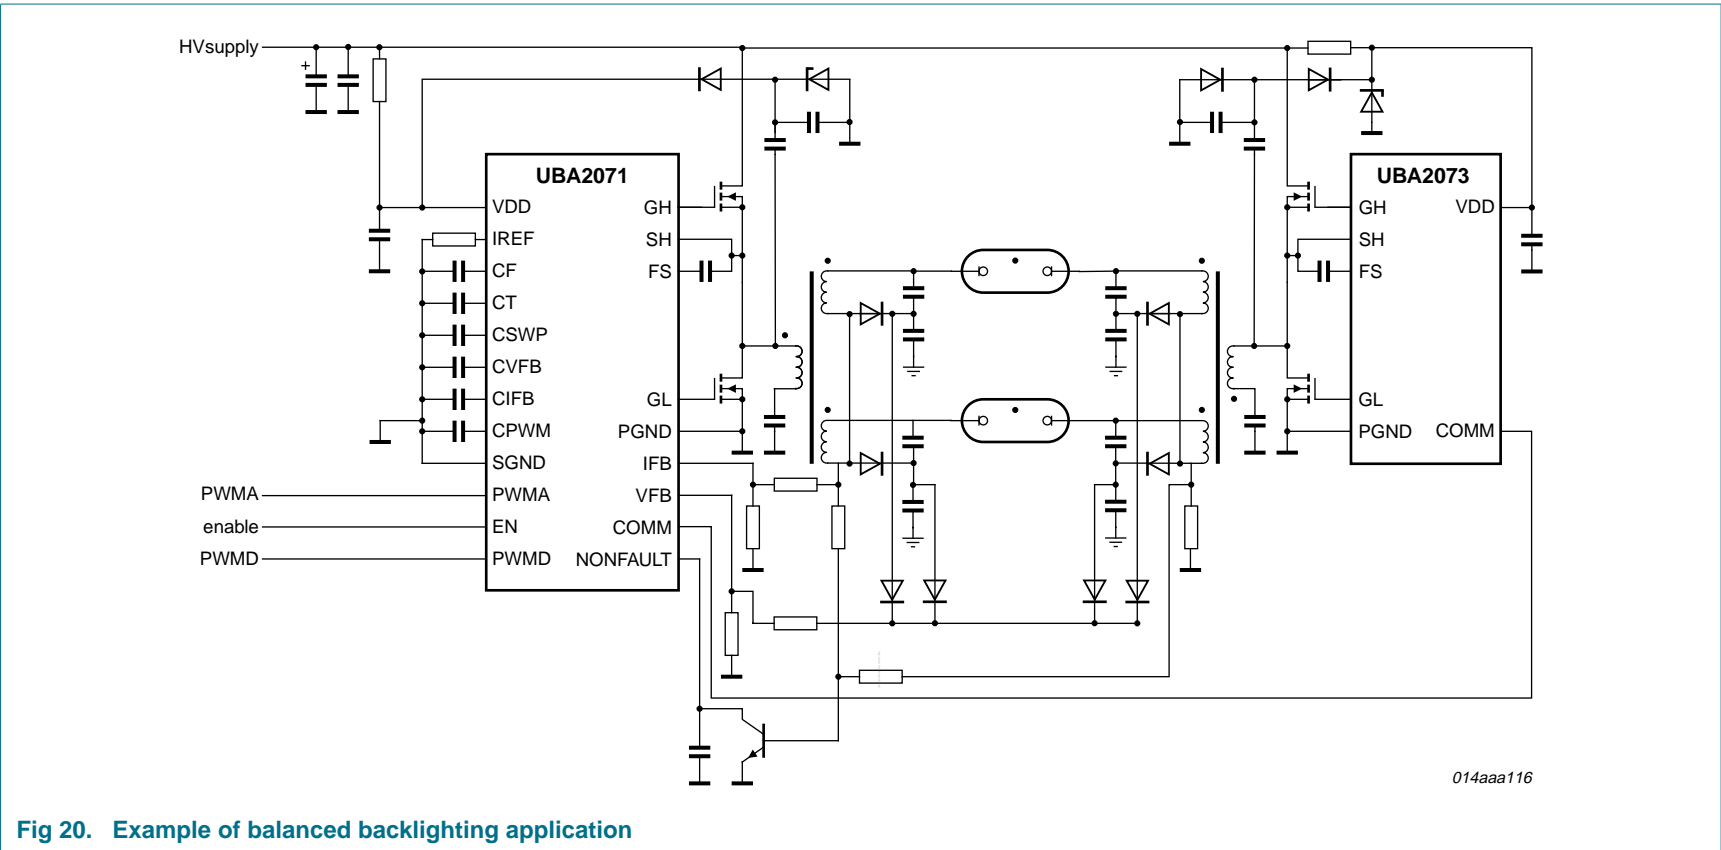 HVsupply
+
UBA2071
UBA2073
VDD
GH
GH
VDD
IREF
SH
SH
CF
FS
FS
CT
CSWP
CVFB
CIFB
GL
GL
CPWM
PGND
PGND
COMM
SGND
IFB
PWMA
PWMA
VFB
enable
EN
COMM
PWMD
PWMD
NONFAULT
014aaa116
Fig 20. Example of balanced backlighting application